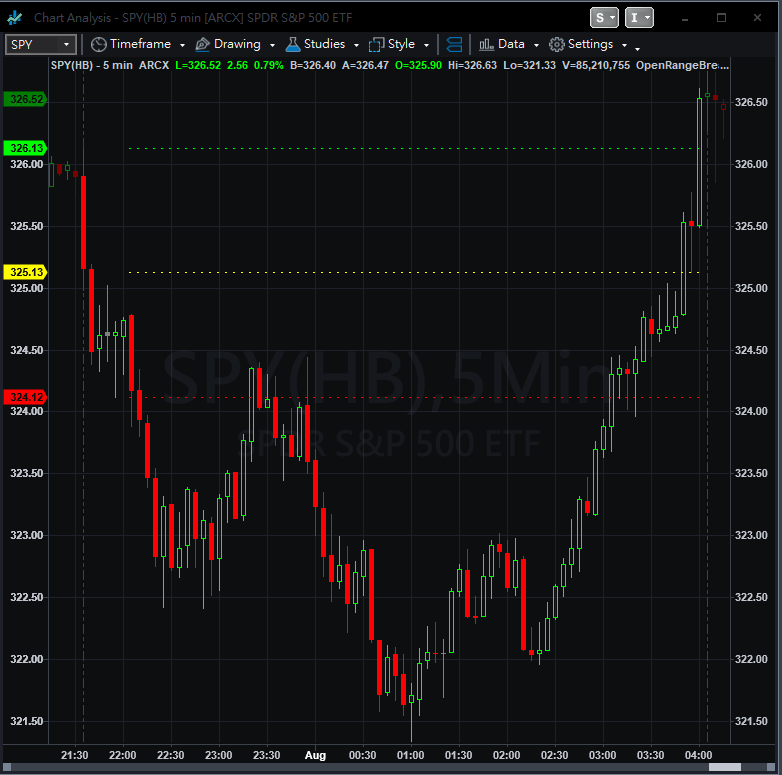 Chart Analysis - SPY(HB) 5 min [ARCX] SPDR S&P 500 ETF
S I
SPY Timeframe Drawing Studies Style Data Settings
SPY(HB) - 5 min ARCX L=326.52 2.56 0.79% B=326.40 A=326.47 O=325.90 Hi=326.63 Lo=321.33 V=85,210,755 OpenRangeBre...
326.52 326.50
326.13
326.00 326.00
325.50 325.50
325.13
325.00 325.00
324.50 324.50
SPY(HB),5Min
324.12
324.00 324.00
SPDR S&P 500 ETF
323.50 323.50
323.00 323.00
322.50 322.50
322.00 322.00
321.50 321.50
21:30 22:00 22:30 23:00 23:30 Aug 00:30 01:00 01:30 02:00 02:30 03:00 03:30 04:00